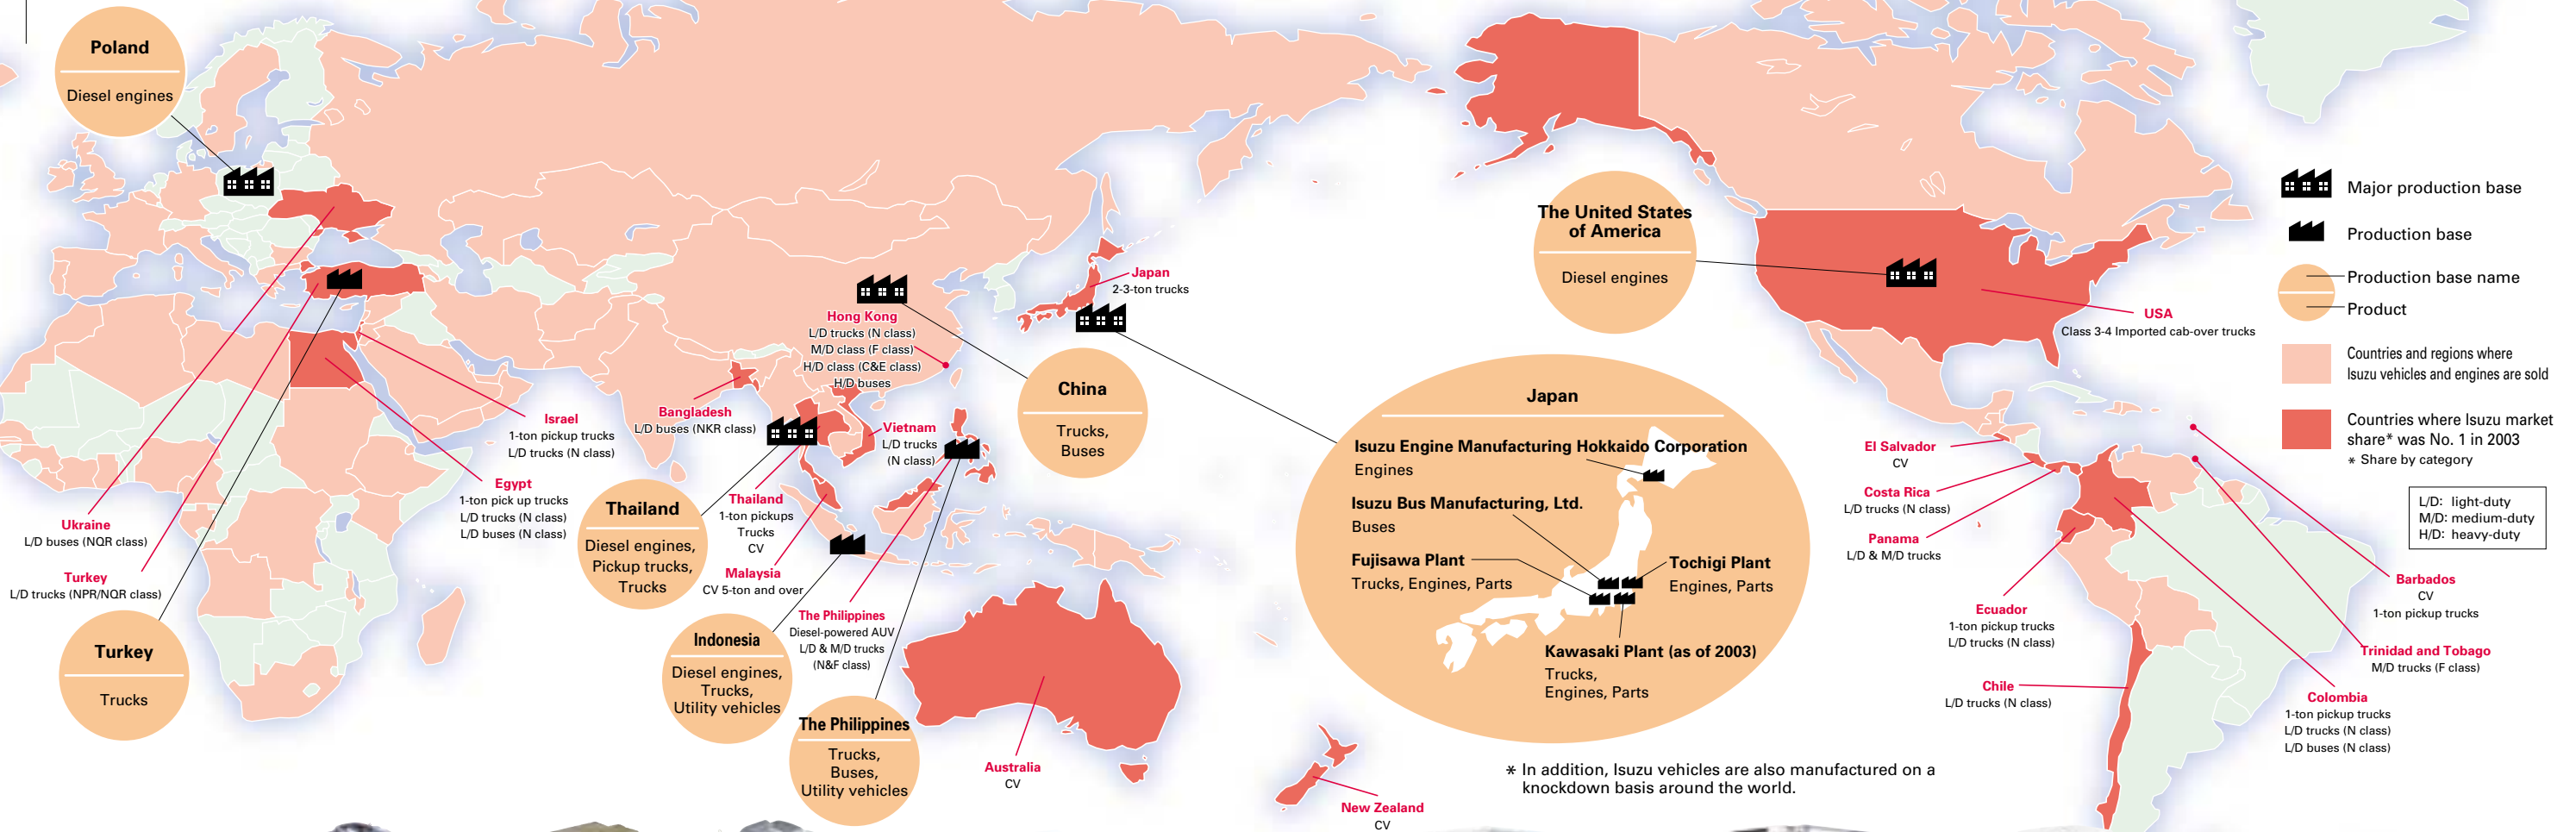 Poland
Diesel engines
Ukraine
L/D buses (NQR class)
Turkey
L/D trucks (NPR/NQR class)
Turkey
Trucks
Israel
1-ton pickup trucks
L/D trucks (N class)
Egypt
1-ton pick up trucks
L/D trucks (N class)
L/D buses (N class)
Bangladesh
L/D buses (NKR class)
Hong Kong
L/D trucks (N class)
M/D class (F class)
H/D class (C&E class)
H/D buses
Japan
2-3-ton trucks
China
Trucks,
Buses
Vietnam
L/D trucks
(N class)
Thailand
Diesel engines,
Pickup trucks,
Trucks
Thailand
1-ton pickups
Trucks
CV
Malaysia
CV 5-ton and over
The Philippines
Diesel-powered AUV
L/D & M/D trucks
(N&F class)
Indonesia
Diesel engines,
Trucks,
Utility vehicles
The Philippines
Trucks,
Buses,
Utility vehicles
Australia
CV
New Zealand
CV
The United States
of America
Diesel engines
Japan
Isuzu Engine Manufacturing Hokkaido Corporation
Engines
Isuzu Bus Manufacturing, Ltd.
Buses
Fujisawa Plant
Trucks, Engines, Parts
Tochigi Plant
Engines, Parts
Kawasaki Plant (as of 2003)
Trucks,
Engines, Parts
* In addition, Isuzu vehicles are also manufactured on a
knockdown basis around the world.
USA
Class 3-4 Imported cab-over trucks
El Salvador
CV
Costa Rica
L/D trucks (N class)
Panama
L/D & M/D trucks
Ecuador
1-ton pickup trucks
L/D trucks (N class)
Chile
L/D trucks (N class)
Barbados
CV
1-ton pickup trucks
Trinidad and Tobago
M/D trucks (F class)
Colombia
1-ton pickup trucks
L/D trucks (N class)
L/D buses (N class)
Major production base
Production base
Production base name
Product
Countries and regions where
Isuzu vehicles and engines are sold
Countries where Isuzu market
share* was No. 1 in 2003
* Share by category
L/D: light-duty
M/D: medium-duty
H/D: heavy-duty